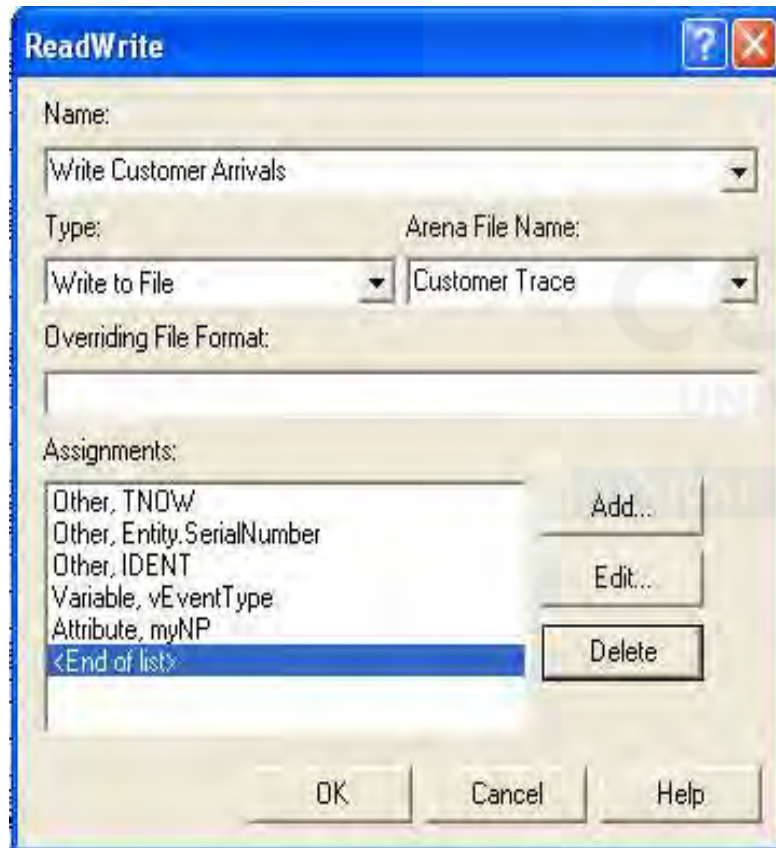 ReadWrite
Name:
Write Customer Arrivals
Type: Arena File Name:
Write to File Customer Trace
Overriding File Format:
Assignments:
Other, TNOW
Other, Entity.SerialNumber
Other, IDENT
Variable, vEventType
Attribute, myNP
<End of list>
Add...
Edit...
Delete
OK Cancel Help